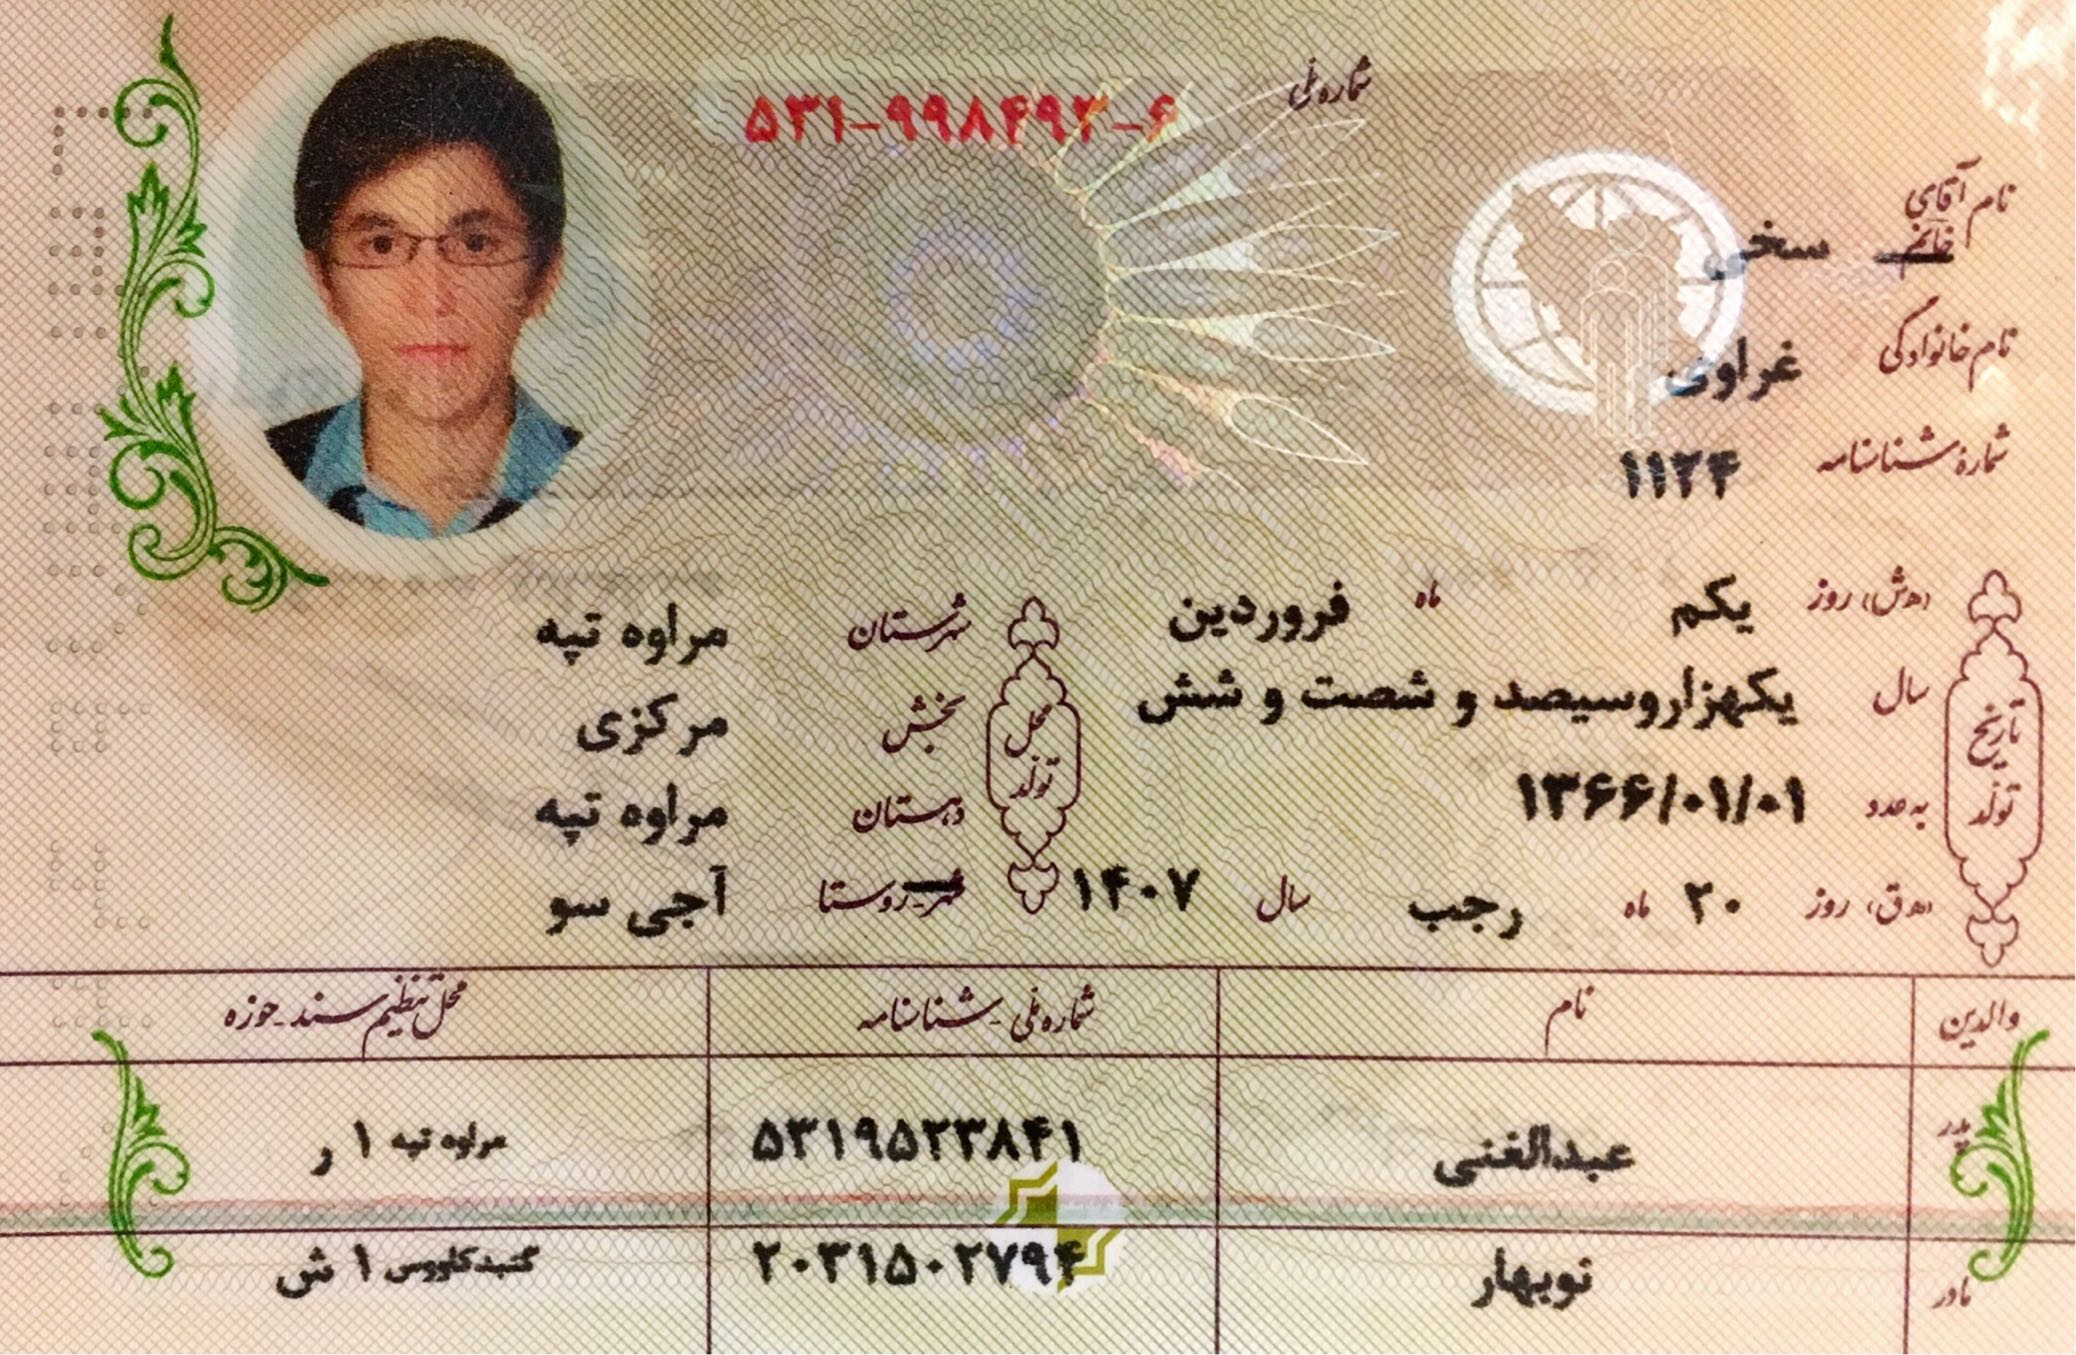 شماره ملی ۵۳۱-۹۹۸۴۹۳-۶
نام آقای خانم سخی
نام خانوادگی غراوی
شماره شناسنامه ۱۱۲۴
(ه‍.ش) روز یکم ماه فروردین
سال یکهزاروسیصد و شصت و شش
به عدد ۱۳۶۶/۰۱/۰۱
(ه‍.ق) روز ۲۰ ماه رجب سال ۱۴۰۷
تاریخ تولد
محل تولد
شهرستان مراوه تپه
بخش مرکزی
دهستان مراوه تپه
شهر-روستا آجی سو
والدین نام شماره ملی-شناسنامه محل تنظیم سند-حوزه
پدر عبدالغنی ۵۳۱۹۵۲۳۸۴۱ مراوه تپه ۱ ر
مادر نوبهار ۲۰۳۱۵۰۲۷۹۴ گنبدکاووس ۱ ش